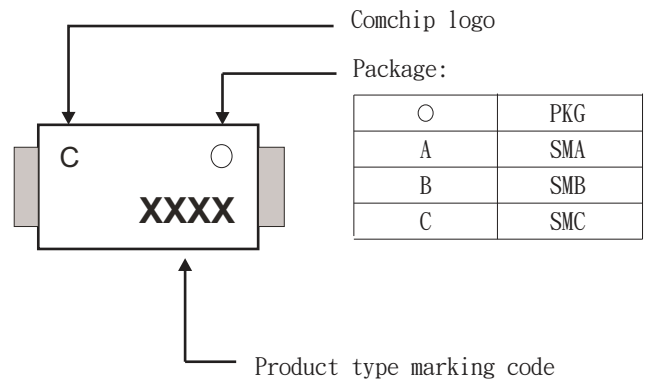 Comchip logo
Package:
○ PKG
A SMA
B SMB
C SMC
C ○
XXXX
Product type marking code